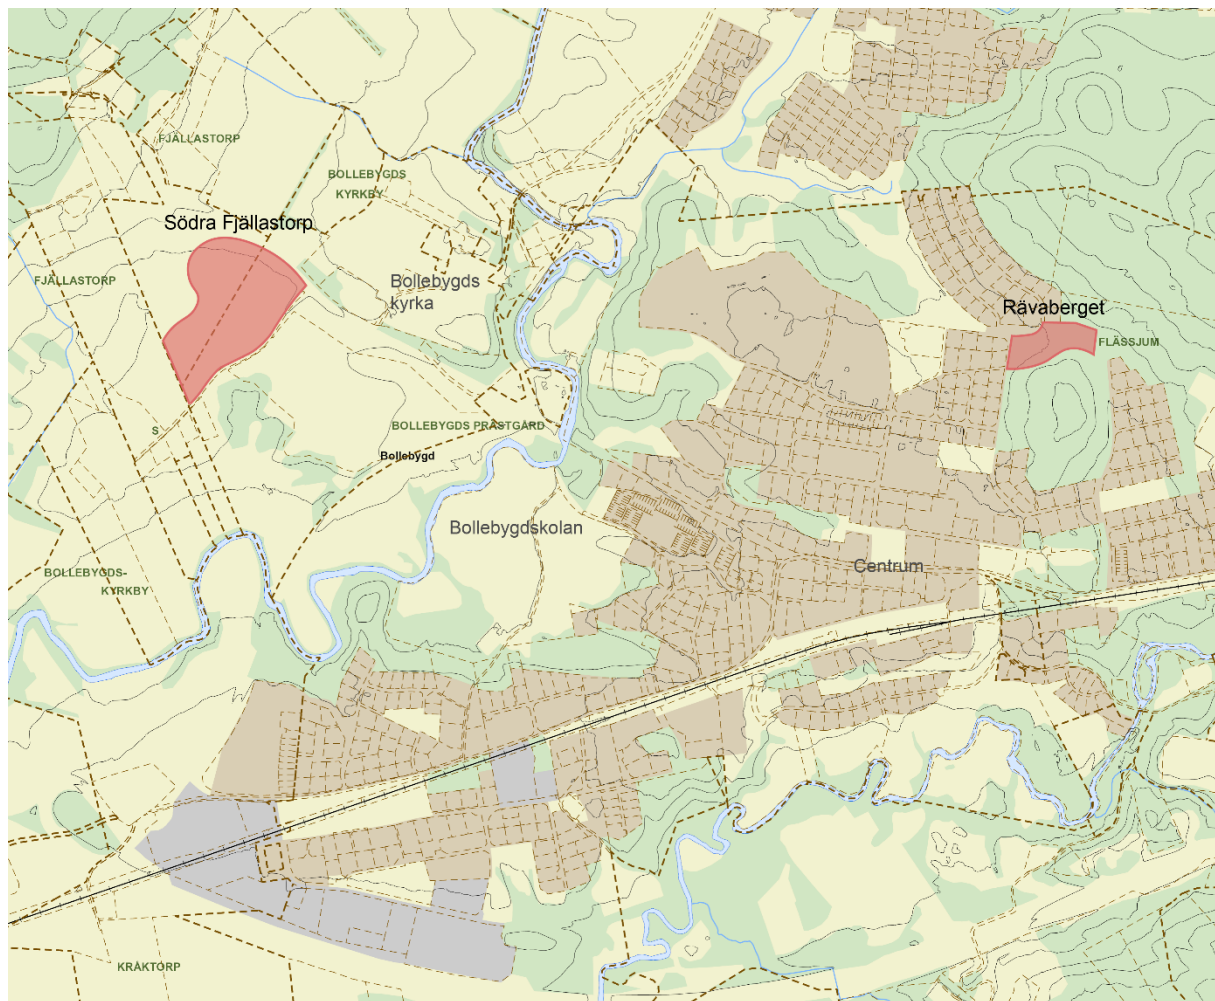 FJÄLLASTORP
BOLLEBYGDS
KYRKBY
Södra Fjällastorp
FJÄLLASTORP
Bollebygds
kyrka
Rävaberget
FLÄSSJUM
BOLLEBYGDS PRÄSTGÅRD
S
Bollebygd
Bollebygdskolan
Centrum
BOLLEBYGDS-
KYRKBY
KRÅKTORP